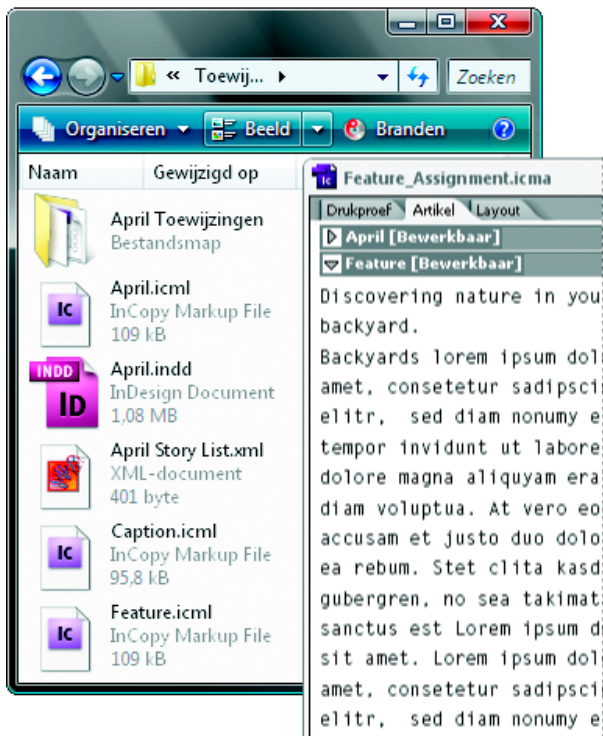 « Toewij...
Zoeken
Organiseren
Beeld
Branden
?
Naam
Gewijzigd op
April Toewijzingen
Bestandsmap
IC
April.icml
InCopy Markup File
109 kB
INDD
ID
April.indd
InDesign Document
1,08 MB
April Story List.xml
XML-document
401 byte
IC
Caption.icml
InCopy Markup File
95,8 kB
IC
Feature.icml
InCopy Markup File
109 kB
Ic
Feature_Assignment.icma
Drukproef
Artikel
Layout
April [Bewerkbaar]
Feature [Bewerkbaar]
Discovering nature in you
backyard.
Backyards lorem ipsum dol
amet, consetetur sadipsci
elitr, sed diam nonumy e
tempor invidunt ut labore
dolore magna aliquyam era
diam voluptua. At vero eo
accusam et justo duo dolo
ea rebum. Stet clita kasd
gubergren, no sea takimat
sanctus est Lorem ipsum d
sit amet. Lorem ipsum dol
amet, consetetur sadipsci
elitr, sed diam nonumy e